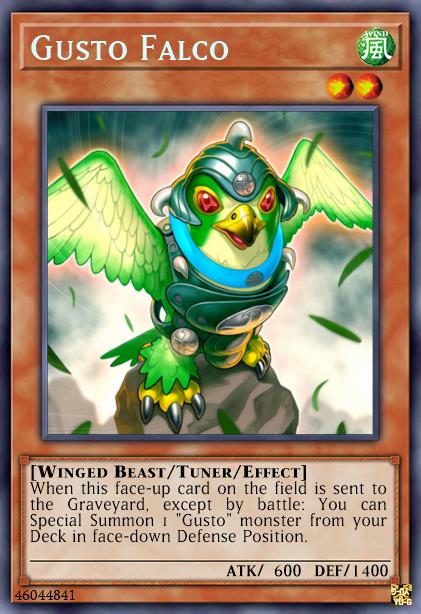 Gusto Falco
WIND
風
[Winged Beast/Tuner/Effect]
When this face-up card on the field is sent to
the Graveyard, except by battle: You can
Special Summon 1 "Gusto" monster from your
Deck in face-down Defense Position.
ATK/ 600 DEF/1400
46044841